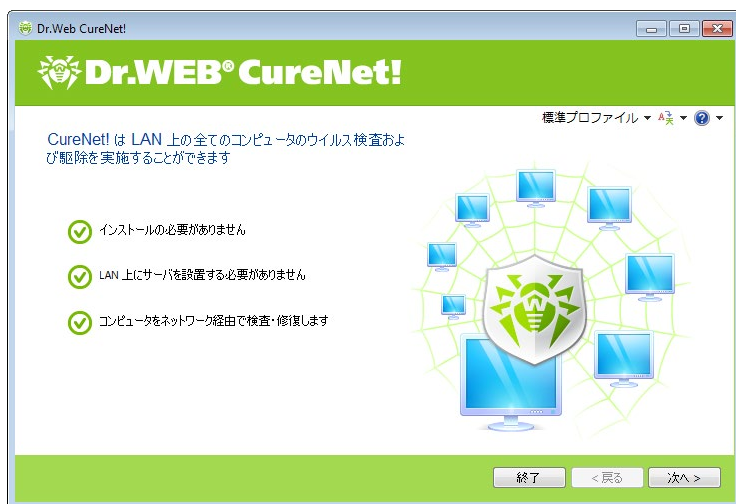 Dr.Web CureNet!
Dr.WEB® CureNet!
標準プロファイル
CureNet! は LAN 上の全てのコンピュータのウイルス検査およ
び駆除を実施することができます
インストールの必要がありません
LAN 上にサーバを設置する必要がありません
コンピュータをネットワーク経由で検査・修復します
終了
<戻る
次へ >